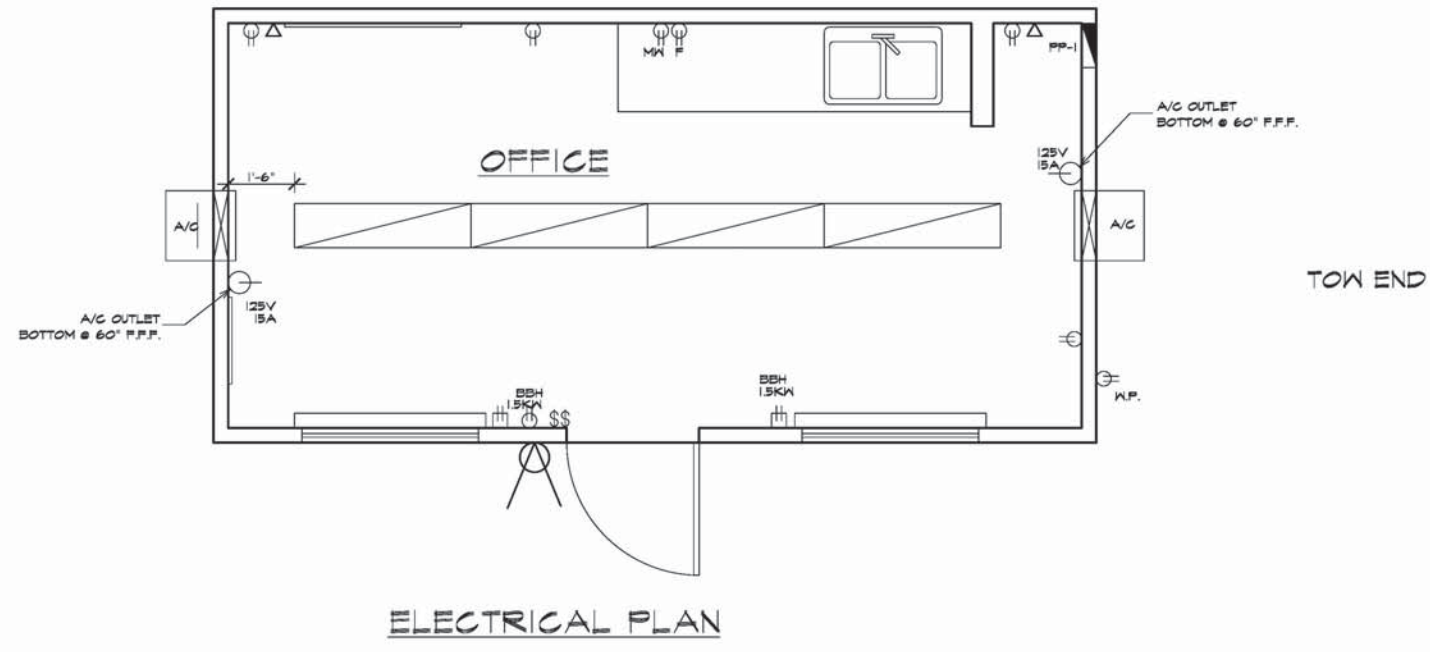 MW F
PP-1
A/C OUTLET
BOTTOM @ 60" F.F.F.
OFFICE
125V
15A
1'-6"
A/C
A/C
TOW END
125V
15A
A/C OUTLET
BOTTOM @ 60" F.F.F.
BBH
1.5KW
BBH
1.5KW
W.P.
$$
ELECTRICAL PLAN